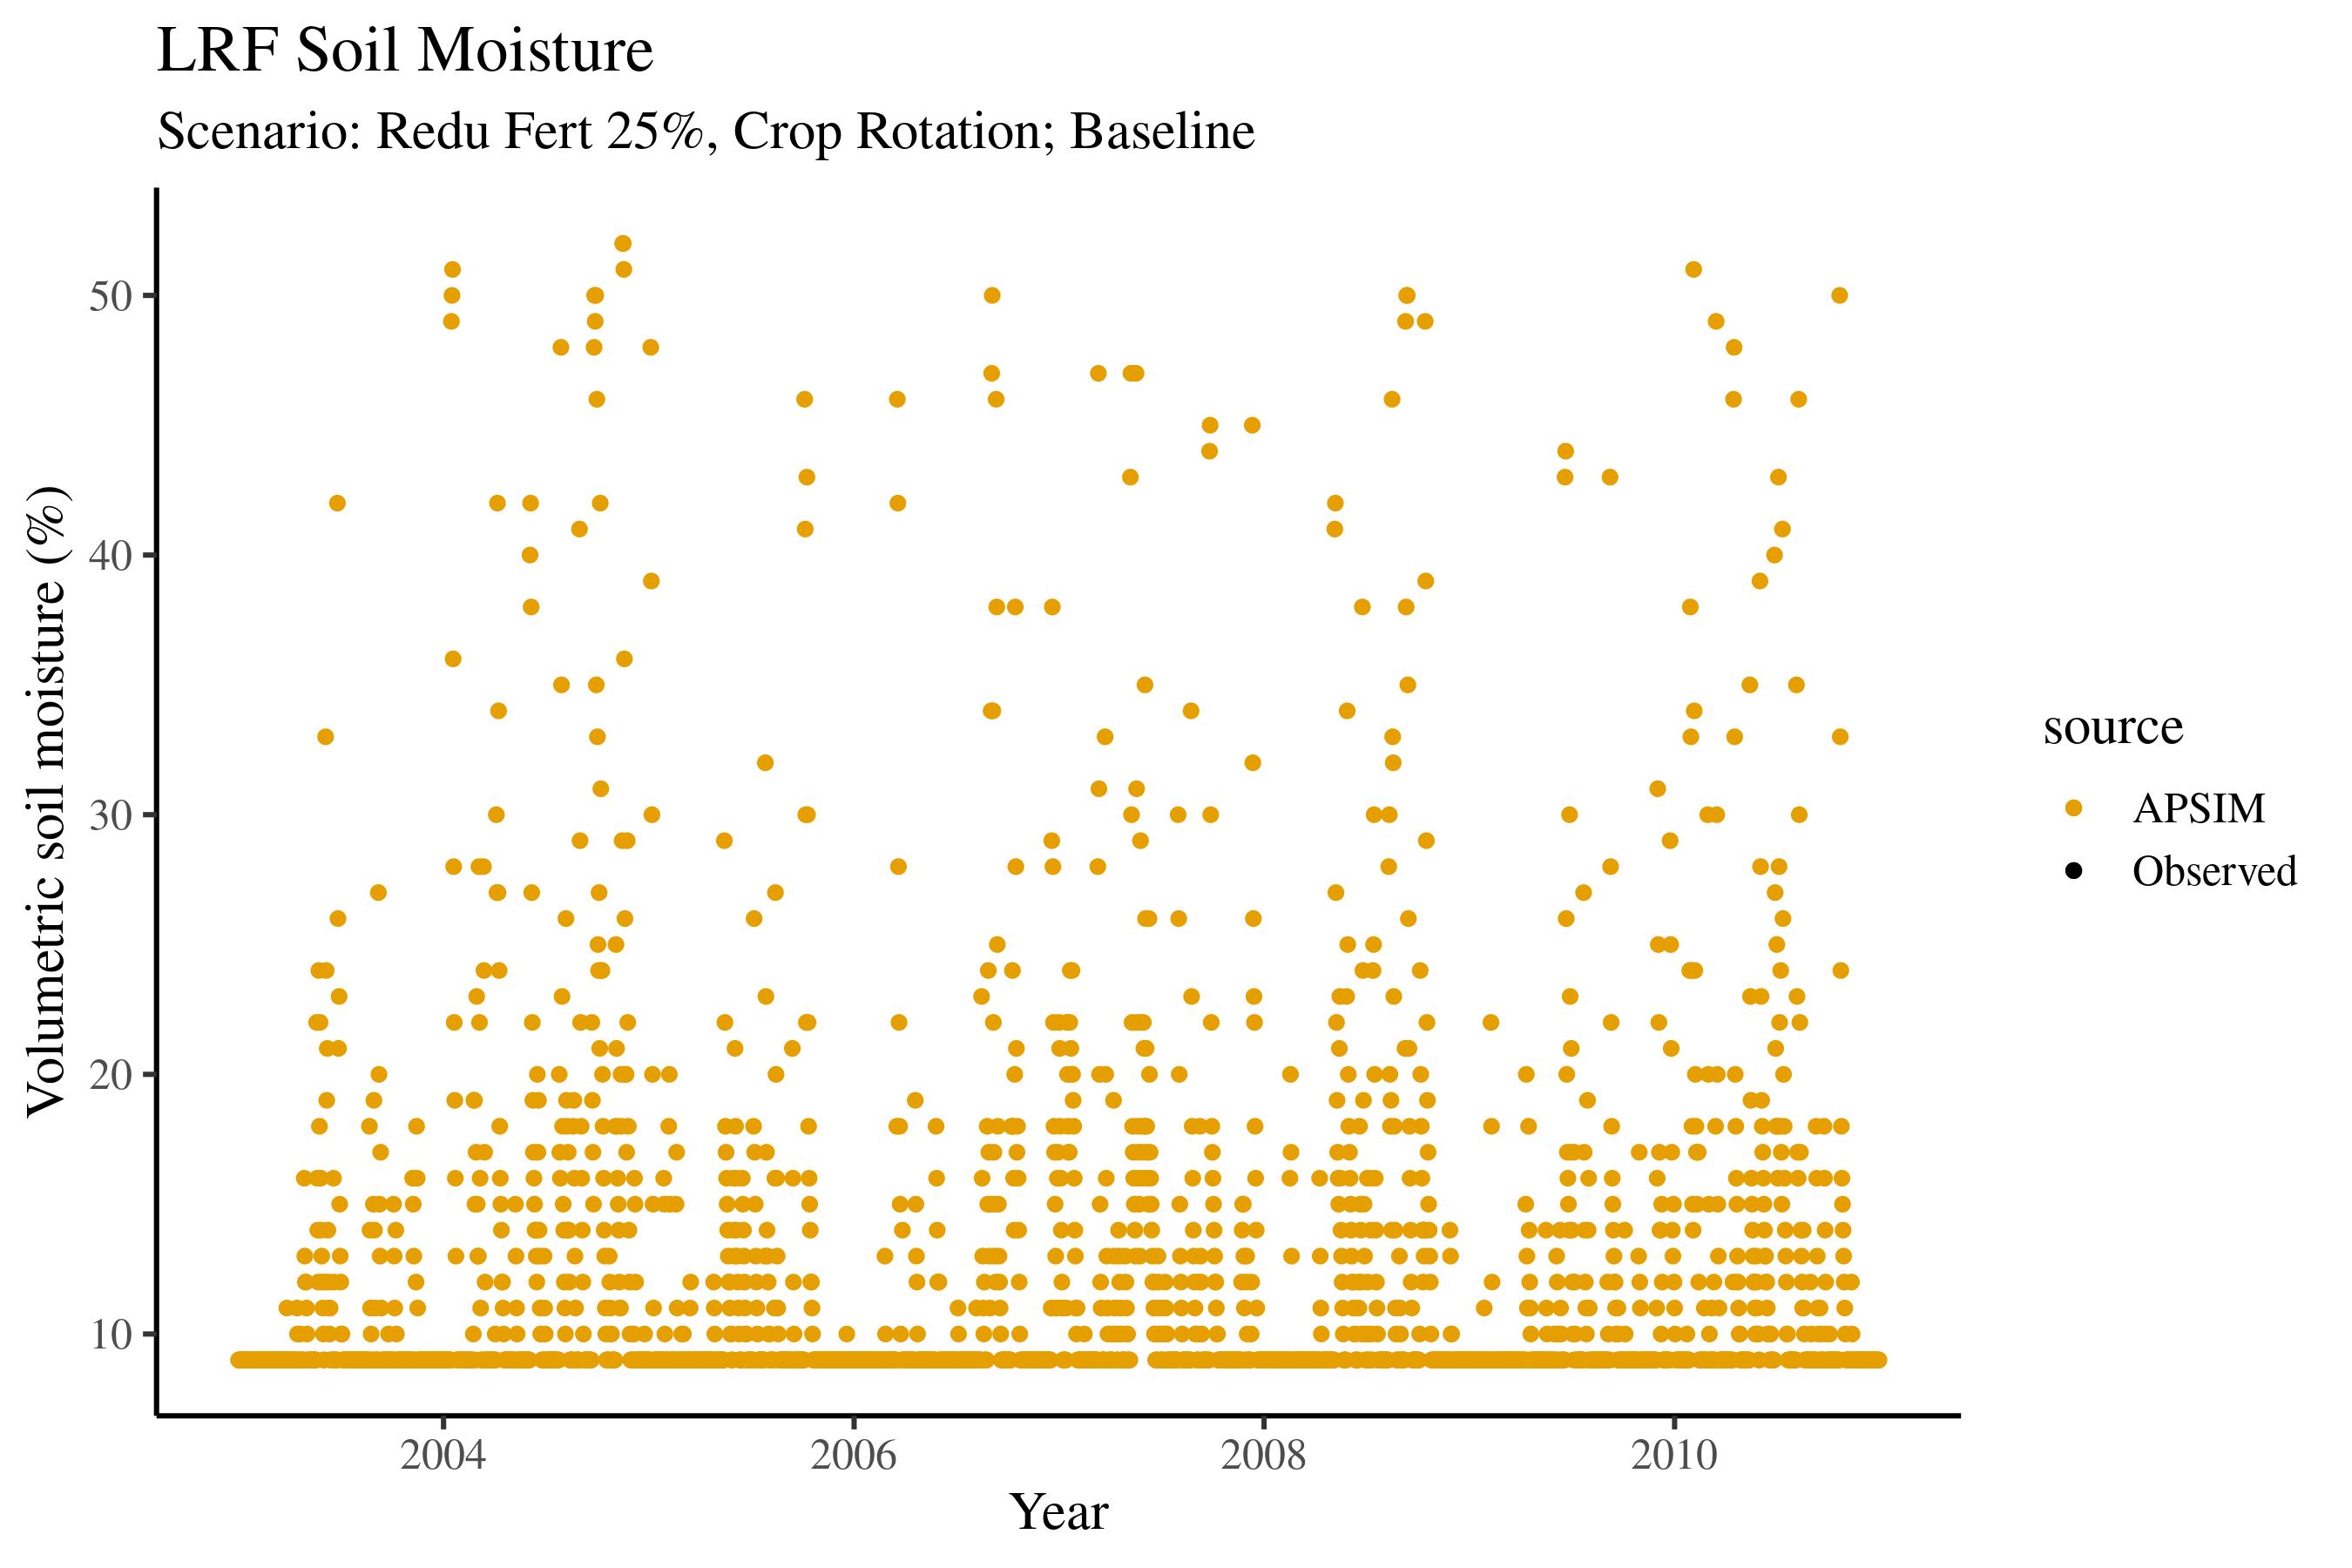 LRF Soil Moisture
Scenario: Redu Fert 25%, Crop Rotation; Baseline
Volumetric soil moisture (%)
50
40
30
20
10
2004 2006 2008 2010
Year
source
APSIM
Observed